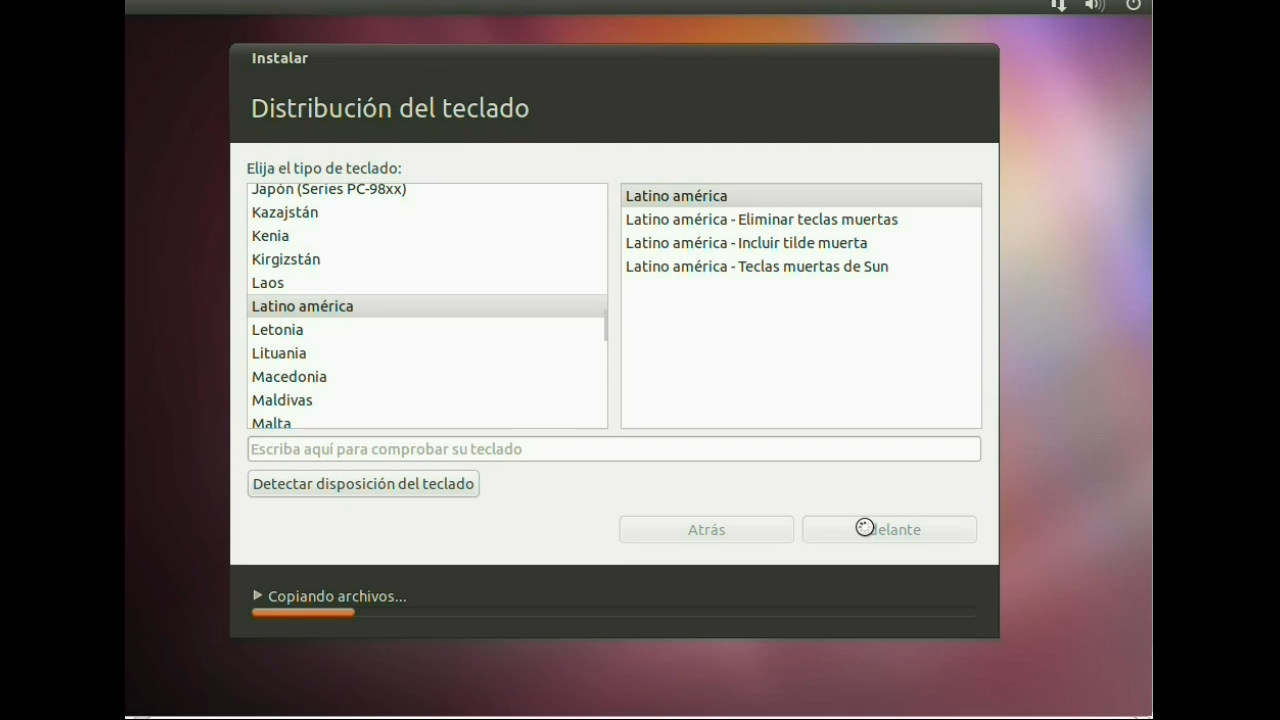 Instalar
Distribución del teclado
Elija el tipo de teclado:
Japón (Series PC-98xx)
Kazajstán
Kenia
Kirgizstán
Laos
Latino américa
Letonia
Lituania
Macedonia
Maldivas
Malta
Latino américa
Latino américa - Eliminar teclas muertas
Latino américa - Incluir tilde muerta
Latino américa - Teclas muertas de Sun
Escriba aquí para comprobar su teclado
Detectar disposición del teclado
Atrás
Adelante
Copiando archivos...